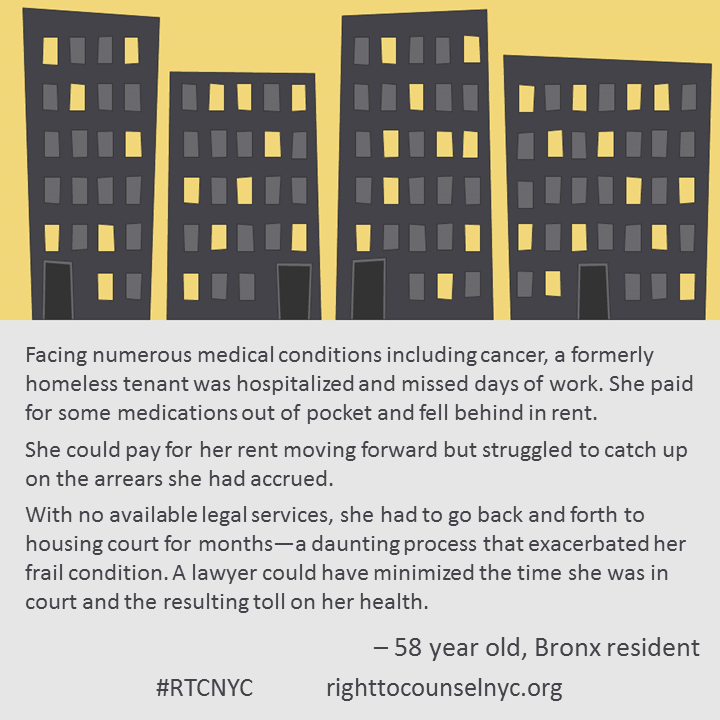 Facing numerous medical conditions including cancer, a formerly
homeless tenant was hospitalized and missed days of work. She paid
for some medications out of pocket and fell behind in rent.
She could pay for her rent moving forward but struggled to catch up
on the arrears she had accrued.
With no available legal services, she had to go back and forth to
housing court for months—a daunting process that exacerbated her
frail condition. A lawyer could have minimized the time she was in
court and the resulting toll on her health.
– 58 year old, Bronx resident
#RTCNYC righttocounselnyc.org